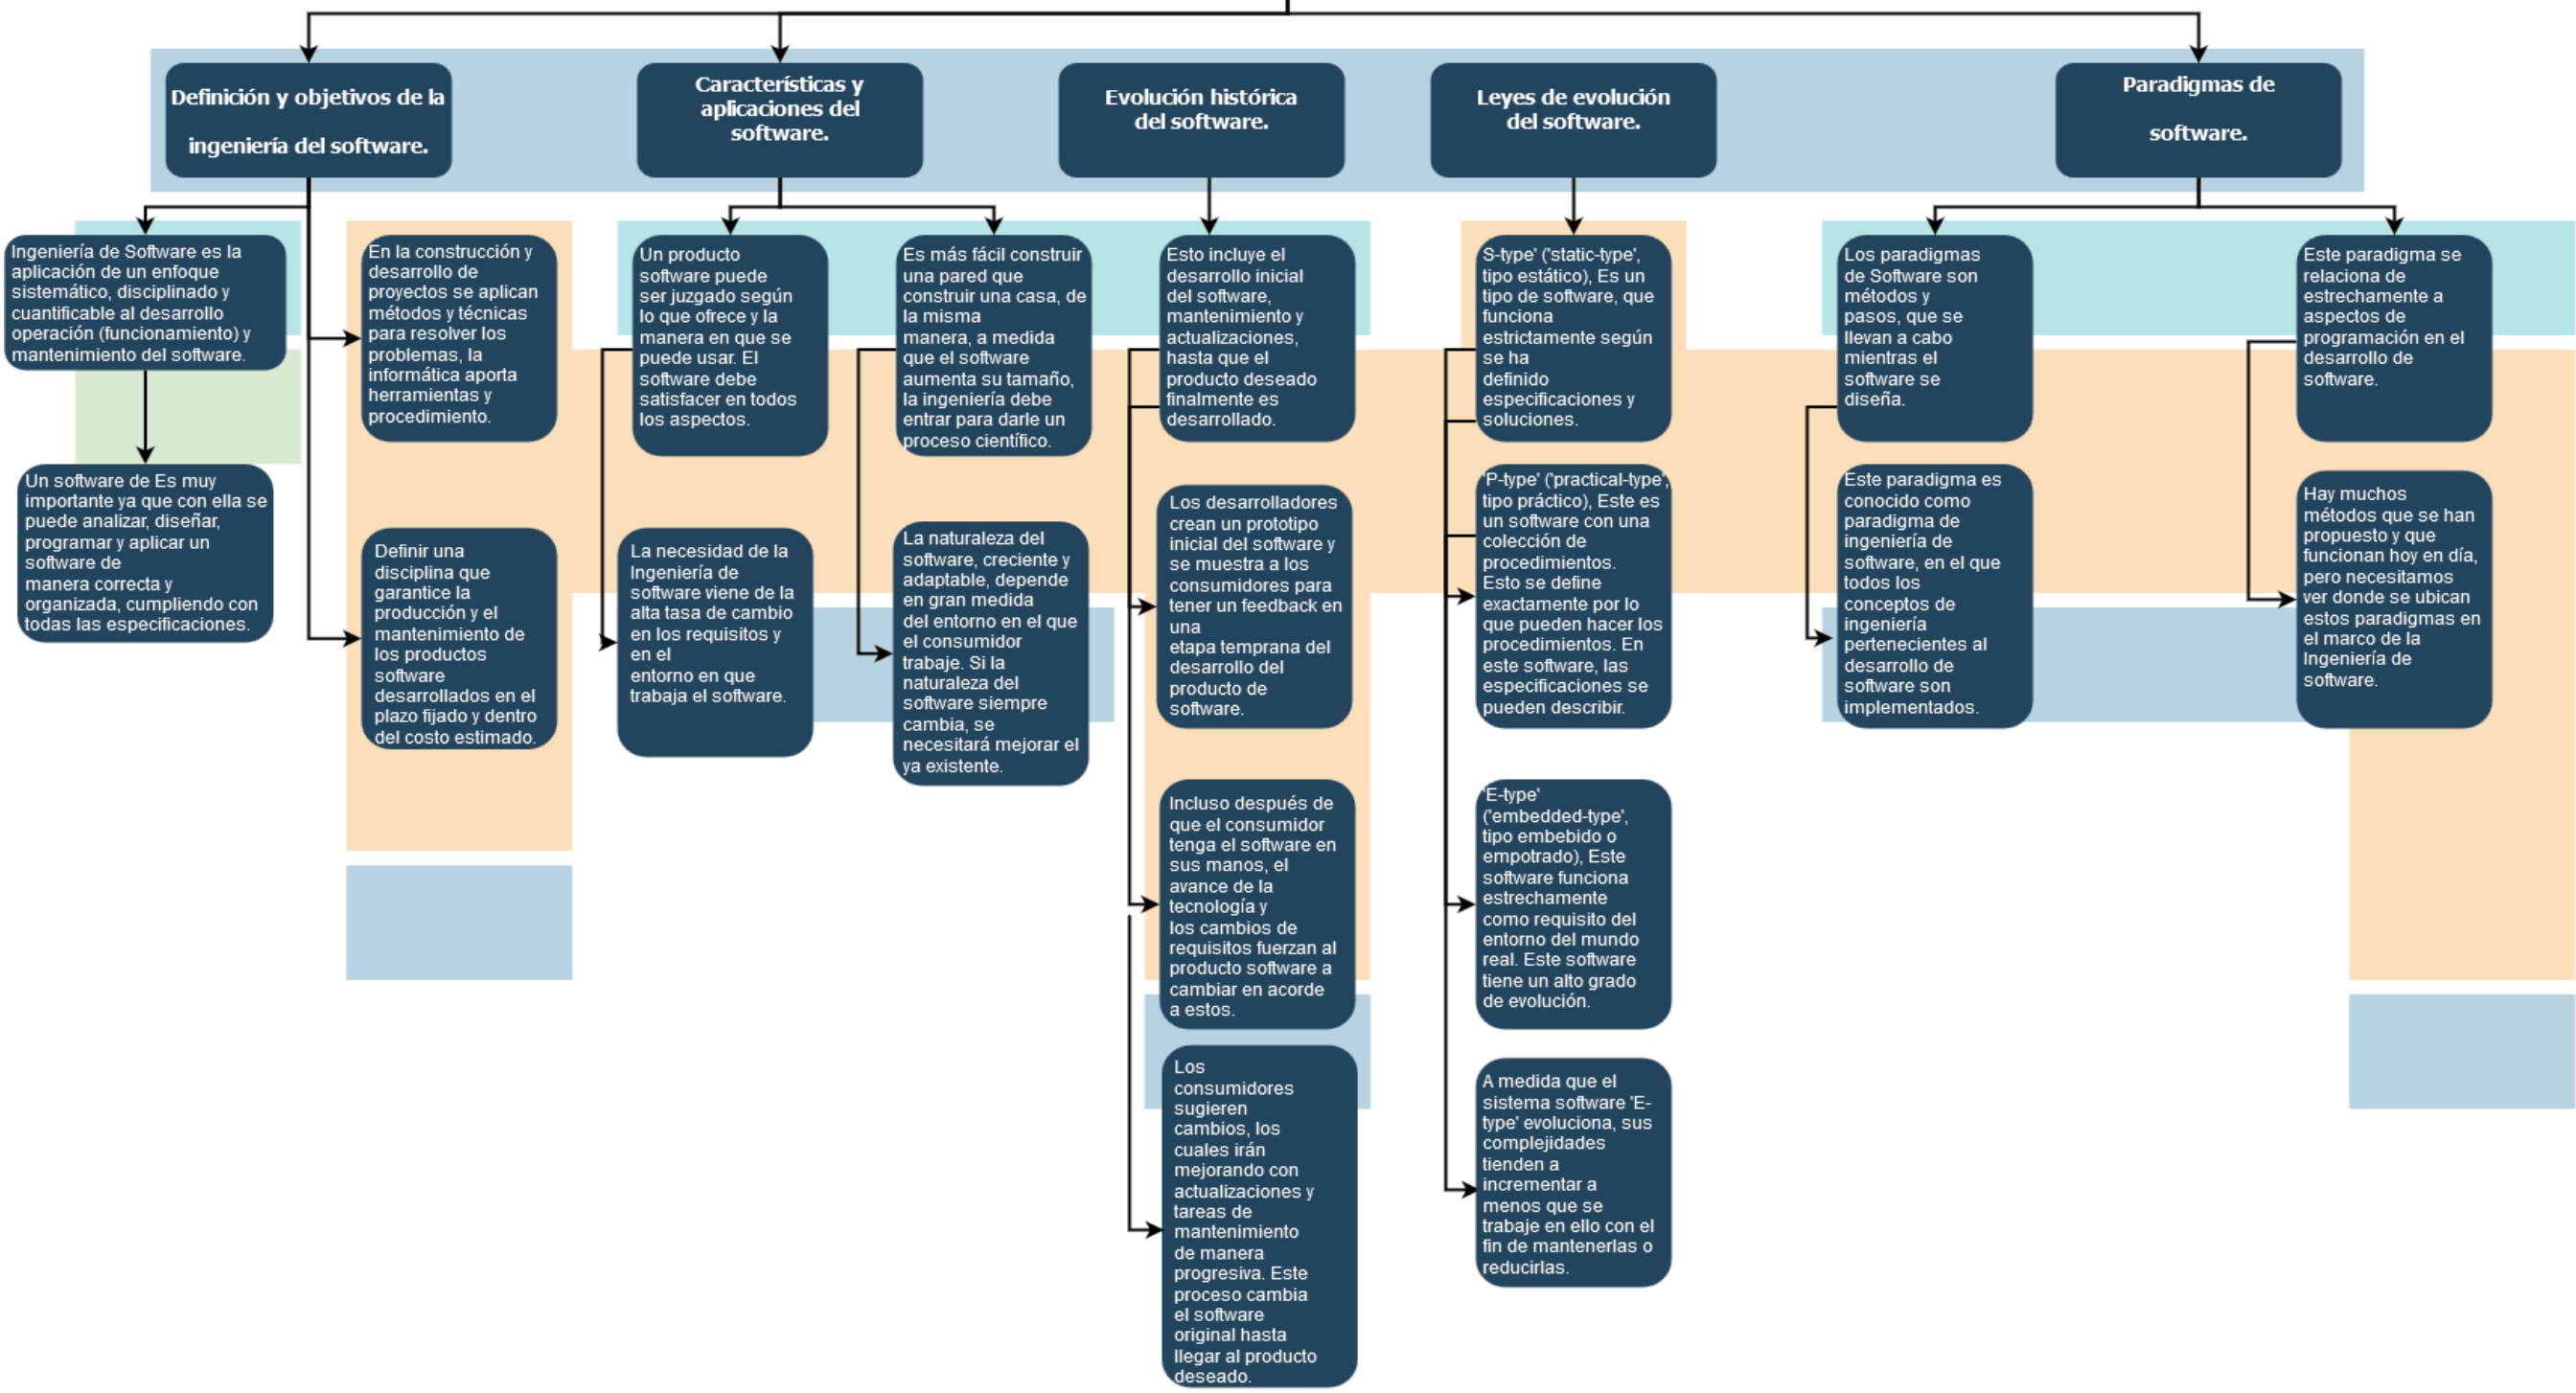 Definición y objetivos de la
ingeniería del software.
Características y
aplicaciones del
software.
Evolución histórica
del software.
Leyes de evolución
del software.
Paradigmas de
software.
Ingeniería de Software es la
aplicación de un enfoque
sistemático, disciplinado y
cuantificable al desarrollo
operación (funcionamiento) y
mantenimiento del software.
En la construcción y
desarrollo de
proyectos se aplican
métodos y técnicas
para resolver los
problemas, la
informática aporta
herramientas y
procedimiento.
Un producto
software puede
ser juzgado según
lo que ofrece y la
manera en que se
puede usar. El
software debe
satisfacer en todos
los aspectos.
Es más fácil construir
una pared que
construir una casa, de
la misma
manera, a medida
que el software
aumenta su tamaño,
la ingeniería debe
entrar para darle un
proceso científico.
Esto incluye el
desarrollo inicial
del software,
mantenimiento y
actualizaciones,
hasta que el
producto deseado
finalmente es
desarrollado.
S-type' ('static-type',
tipo estático), Es un
tipo de software, que
funciona
estrictamente según
se ha
definido
especificaciones y
soluciones.
Los paradigmas
de Software son
métodos y
pasos, que se
llevan a cabo
mientras el
software se
diseña.
Este paradigma se
relaciona de
estrechamente a
aspectos de
programación en el
desarrollo de
software.
Un software de Es muy
importante ya que con ella se
puede analizar, diseñar,
programar y aplicar un
software de
manera correcta y
organizada, cumpliendo con
todas las especificaciones.
Definir una
disciplina que
garantice la
producción y el
mantenimiento de
los productos
software
desarrollados en el
plazo fijado y dentro
del costo estimado.
La necesidad de la
Ingeniería de
software viene de la
alta tasa de cambio
en los requisitos y
en el
entorno en que
trabaja el software.
La naturaleza del
software, creciente y
adaptable, depende
en gran medida
del entorno en el que
el consumidor
trabaje. Si la
naturaleza del
software siempre
cambia, se
necesitará mejorar el
ya existente.
Los desarrolladores
crean un prototipo
inicial del software y
se muestra a los
consumidores para
tener un feedback en
una
etapa temprana del
desarrollo del
producto de
software.
'P-type' ('practical-type',
tipo práctico), Este es
un software con una
colección de
procedimientos.
Esto se define
exactamente por lo
que pueden hacer los
procedimientos. En
este software, las
especificaciones se
pueden describir.
Este paradigma es
conocido como
paradigma de
ingeniería de
software, en el que
todos los
conceptos de
ingeniería
pertenecientes al
desarrollo de
software son
implementados.
Hay muchos
métodos que se han
propuesto y que
funcionan hoy en día,
pero necesitamos
ver donde se ubican
estos paradigmas en
el marco de la
Ingeniería de
software.
Incluso después de
que el consumidor
tenga el software en
sus manos, el
avance de la
tecnología y
los cambios de
requisitos fuerzan al
producto software a
cambiar en acorde
a estos.
'E-type'
('embedded-type',
tipo embebido o
empotrado), Este
software funciona
estrechamente
como requisito del
entorno del mundo
real. Este software
tiene un alto grado
de evolución.
Los
consumidores
sugieren
cambios, los
cuales irán
mejorando con
actualizaciones y
tareas de
mantenimiento
de manera
progresiva. Este
proceso cambia
el software
original hasta
llegar al producto
deseado.
A medida que el
sistema software 'E-
type' evoluciona, sus
complejidades
tienden a
incrementar a
menos que se
trabaje en ello con el
fin de mantenerlas o
reducirlas.